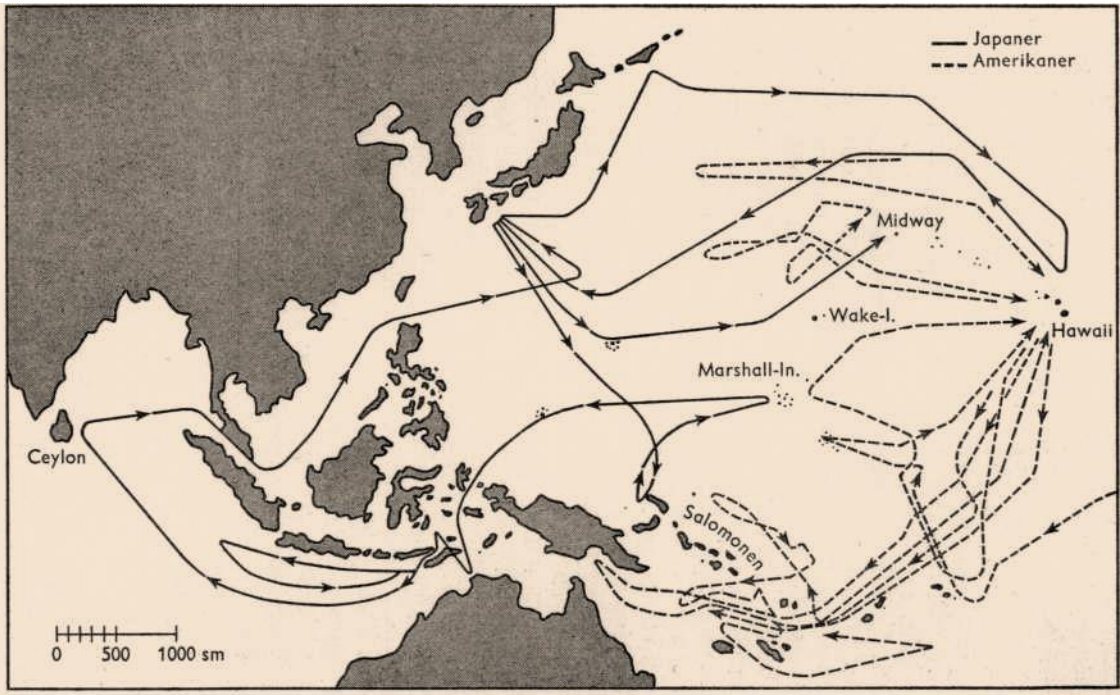 Japaner
Amerikaner
Midway
Wake-I.
Hawaii
Marshall-In.
Ceylon
Salomonen
0 500 1000 sm